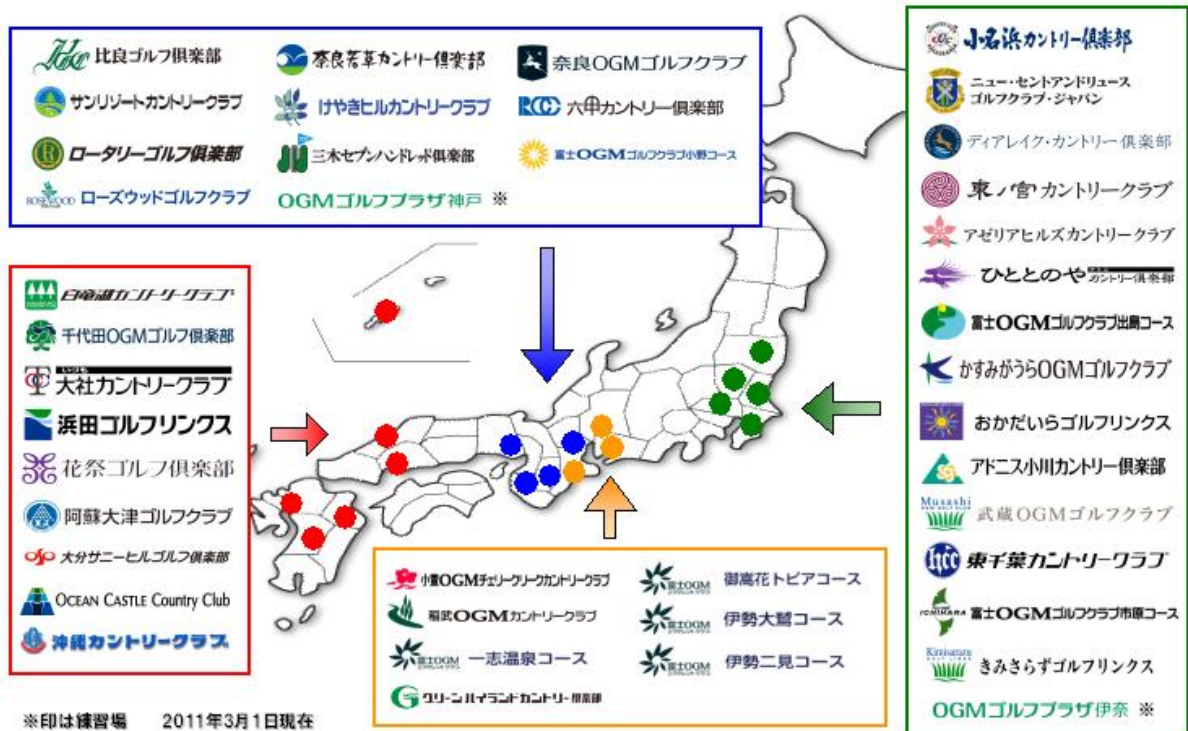 比良ゴルフ倶楽部
奈良若草カントリー倶楽部
奈良OGMゴルフクラブ
サンリゾートカントリークラブ
けやきヒルカントリークラブ
RCC 六甲カントリー倶楽部
ロータリーゴルフ倶楽部
三木セブンハンドレッド倶楽部
富士OGMゴルフクラブ小野コース
ROSEWOOD ローズウッドゴルフクラブ
OGMゴルフプラザ神戸 ※
白竜湖カントリークラブ
千代田OGMゴルフ倶楽部
大社カントリークラブ
浜田ゴルフリンクス
花祭ゴルフ倶楽部
阿蘇大津ゴルフクラブ
大分サニーヒルゴルフ倶楽部
OCEAN CASTLE Country Club
沖縄カントリークラブ
小萱OGMチェリークリークカントリークラブ
稲武OGMカントリークラブ
富士OGM 一志温泉コース
グリーンハイランドカントリー倶楽部
富士OGM 御嵩花トピアコース
富士OGM 伊勢大鷲コース
富士OGM 伊勢二見コース
小名浜カントリー倶楽部
ニュー・セントアンドリュース
ゴルフクラブ・ジャパン
ディアレイク・カントリー倶楽部
東ノ宮カントリークラブ
アゼリアヒルズカントリークラブ
ひととのやカントリー倶楽部
富士OGMゴルフクラブ出島コース
かすみがうらOGMゴルフクラブ
おかだいらゴルフリンクス
アドニス小川カントリー倶楽部
Musashi 武蔵OGMゴルフクラブ
hcc 東千葉カントリークラブ
ICHIHARA 富士OGMゴルフクラブ市原コース
Kimisarazu きみさらずゴルフリンクス
OGMゴルフプラザ伊奈 ※
※印は練習場 2011年3月1日現在